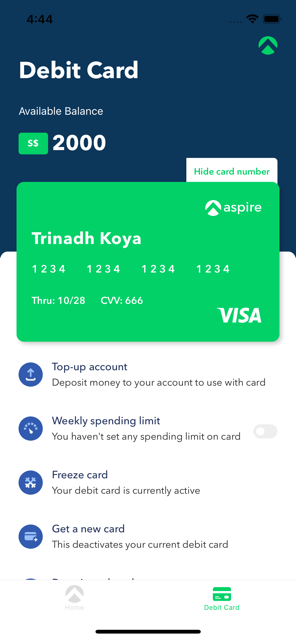 4:44
Debit Card
Available Balance
S$ 2000
Hide card number
aspire
Trinadh Koya
1234 1234 1234 1234
Thru: 10/28 CVV: 666
VISA
Top-up account
Deposit money to your account to use with card
Weekly spending limit
You haven't set any spending limit on card
Freeze card
Your debit card is currently active
Get a new card
This deactivates your current debit card
Home
Debit Card